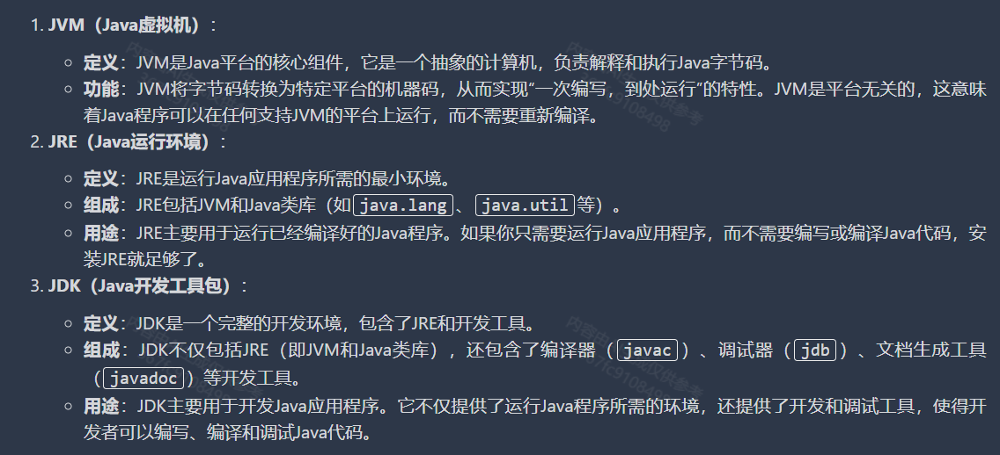 1. JVM（Java虚拟机）：
定义：JVM是Java平台的核心组件，它是一个抽象的计算机，负责解释和执行Java字节码。
功能：JVM将字节码转换为特定平台的机器码，从而实现“一次编写，到处运行”的特性。JVM是平台无关的，这意味
着Java程序可以在任何支持JVM的平台上运行，而不需要重新编译。
2. JRE（Java运行环境）：
定义：JRE是运行Java应用程序所需的最小环境。
组成：JRE包括JVM和Java类库（如java.lang、java.util等）。
用途：JRE主要用于运行已经编译好的Java程序。如果你只需要运行Java应用程序，而不需要编写或编译Java代码，安
装JRE就足够了。
3. JDK（Java开发工具包）：
定义：JDK是一个完整的开发环境，包含了JRE和开发工具。
组成：JDK不仅包括JRE（即JVM和Java类库），还包含了编译器（javac）、调试器（jdb）、文档生成工具
（javadoc）等开发工具。
用途：JDK主要用于开发Java应用程序。它不仅提供了运行Java程序所需的环境，还提供了开发和调试工具，使得开
发者可以编写、编译和调试Java代码。